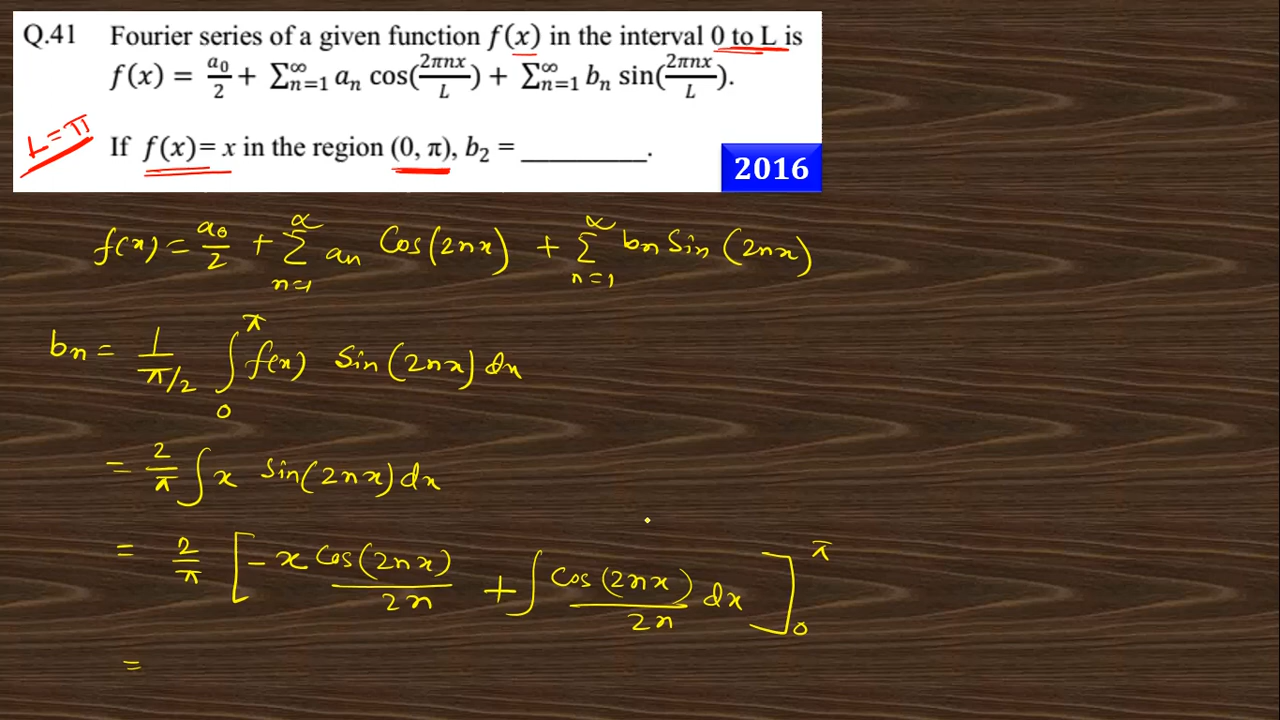 Q.41 Fourier series of a given function f(x) in the interval 0 to L is
f(x) = a₀/2 + ∑_{n=1}^{∞} aₙ cos(2πnx/L) + ∑_{n=1}^{∞} bₙ sin(2πnx/L).
L = π
If f(x)= x in the region (0, π), b₂ = _________.
2016
f(x) = a₀/2 + ∑_{n=1}^{∝} aₙ Cos(2nx) + ∑_{n=1}^{∝} bₙ Sin(2nx)
bₙ = 1/(π/2) ∫₀^π f(x) Sin(2nx) dx
= 2/π ∫ x Sin(2nx) dx
= 2/π [ -x Cos(2nx)/2n + ∫ Cos(2nx)/2n dx ]₀^π
=